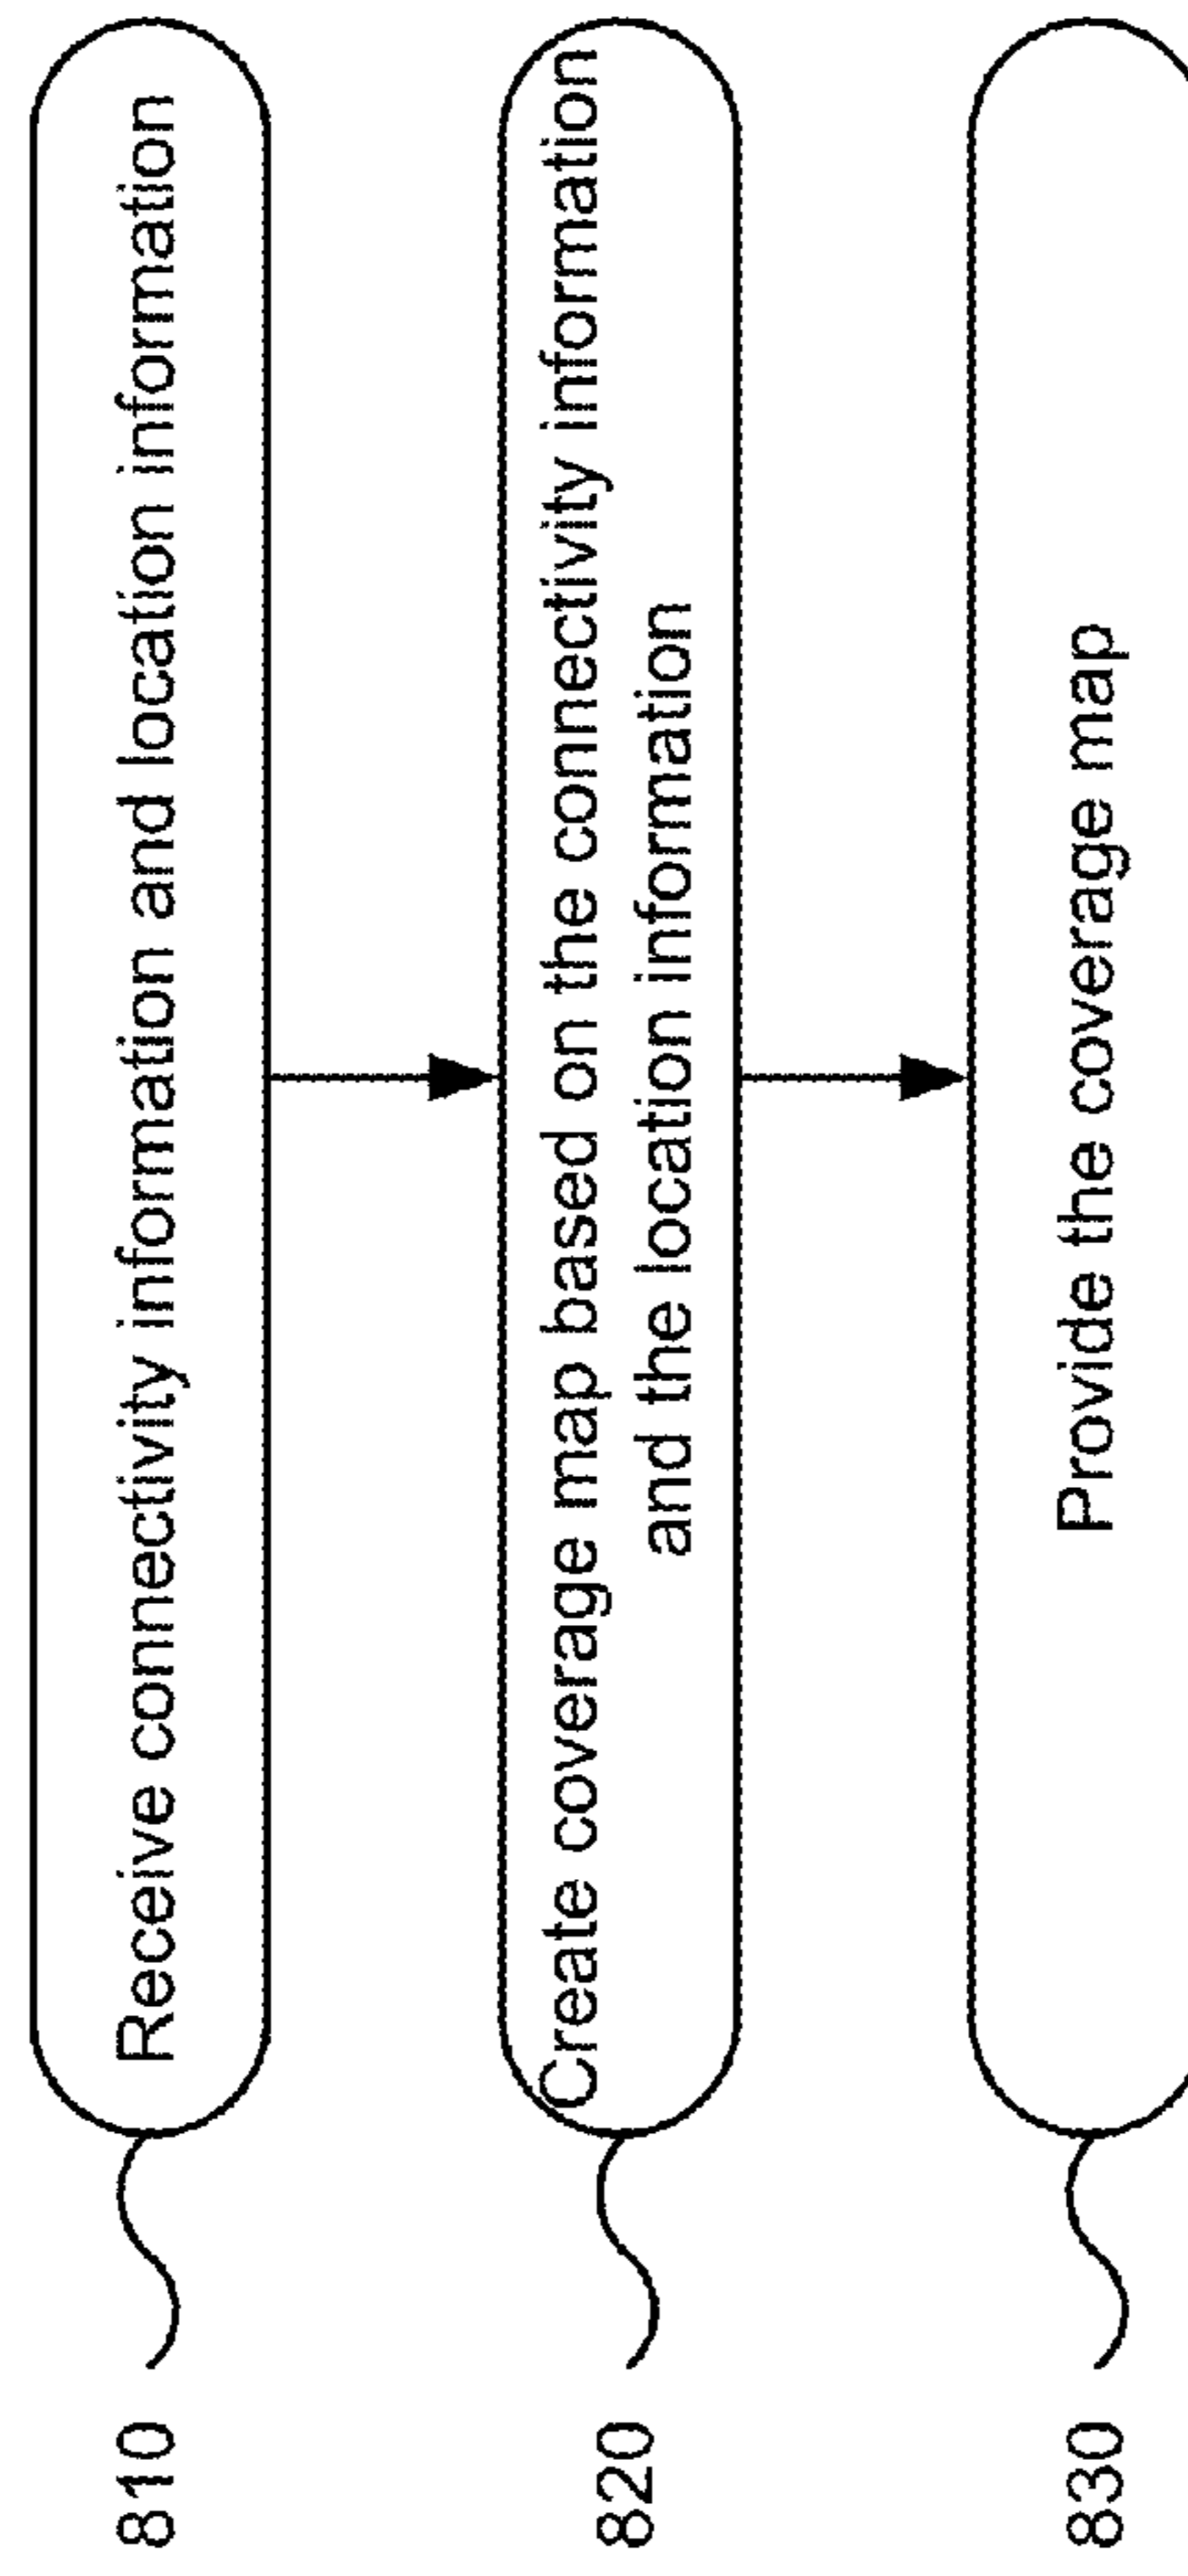 810
Receive connectivity information and location information
820
Create coverage map based on the connectivity information
and the location information
830
Provide the coverage map